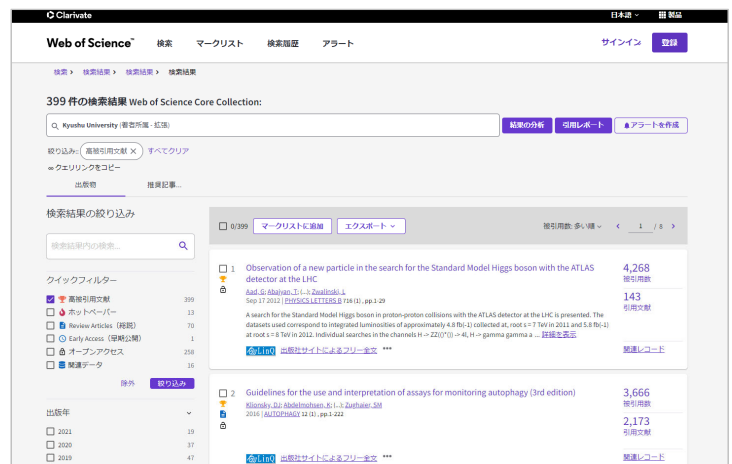 Clarivate
日本語
製品
Web of Science™
検索
マークリスト
検索履歴
アラート
サインイン
登録
検索 > 検索結果 > 検索結果 > 検索結果
399 件の検索結果 Web of Science Core Collection:
Kyushu University (著者所属 - 拡張)
結果の分析
引用レポート
アラートを作成
絞り込み:
高被引用文献 ×
すべてクリア
クエリリンクをコピー
出版物
推奨記事...
検索結果の絞り込み
検索結果内の検索...
クイックフィルター
高被引用文献 399
ホットペーパー 13
Review Articles（総説） 70
Early Access（早期公開） 1
オープンアクセス 258
関連データ 16
除外
絞り込み
出版年
2021 19
2020 37
2019 47
0/399
マークリストに追加
エクスポート
被引用数: 多い順
< 1 / 8 >
1 Observation of a new particle in the search for the Standard Model Higgs boson with the ATLAS
detector at the LHC
Aad, G; Abajyan, T; (...); Zwalinski, L
Sep 17 2012 | PHYSICS LETTERS B 716 (1) , pp.1-29
A search for the Standard Model Higgs boson in proton-proton collisions with the ATLAS detector at the LHC is presented. The
datasets used correspond to integrated luminosities of approximately 4.8 fb(-1) collected at, root s = 7 TeV in 2011 and 5.8 fb(-1)
at root s = 8 TeV in 2012. Individual searches in the channels H -> ZZ(()*()) -> 4l, H -> gamma gamma a ... 詳細を表示
きゅうLinQ
出版社サイトによるフリー全文
•••
4,268
被引用数
143
引用文献
関連レコード
2 Guidelines for the use and interpretation of assays for monitoring autophagy (3rd edition)
Klionsky, DJ; Abdelmohsen, K; (...); Zughaier, SM
2016 | AUTOPHAGY 12 (1) , pp.1-222
きゅうLinQ
出版社サイトによるフリー全文
•••
3,666
被引用数
2,173
引用文献
関連レコード